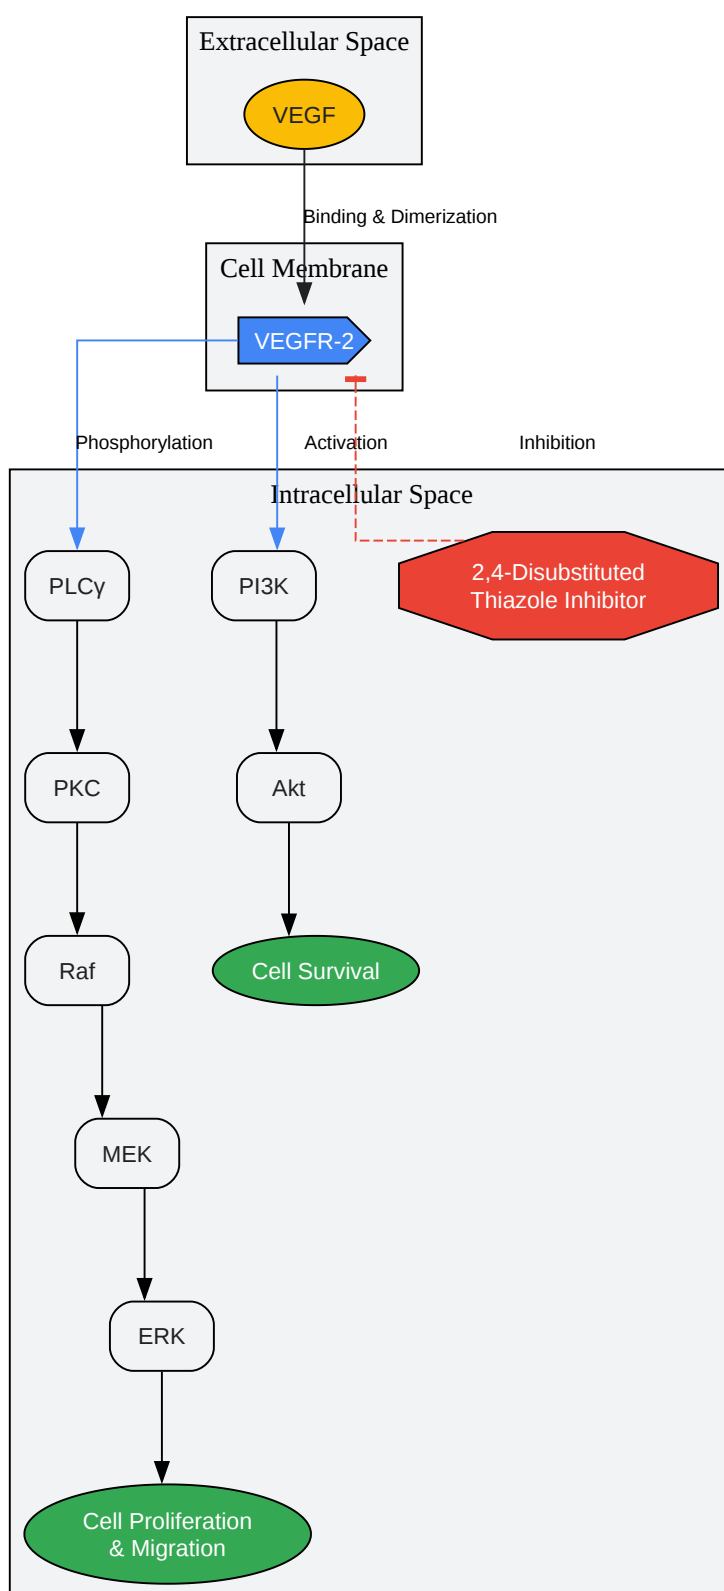 Extracellular Space
VEGF
Binding & Dimerization
Cell Membrane
VEGFR-2
Phosphorylation
Activation
Inhibition
Intracellular Space
PLCγ
PI3K
2,4-Disubstituted
Thiazole Inhibitor
PKC
Akt
Raf
Cell Survival
MEK
ERK
Cell Proliferation
& Migration